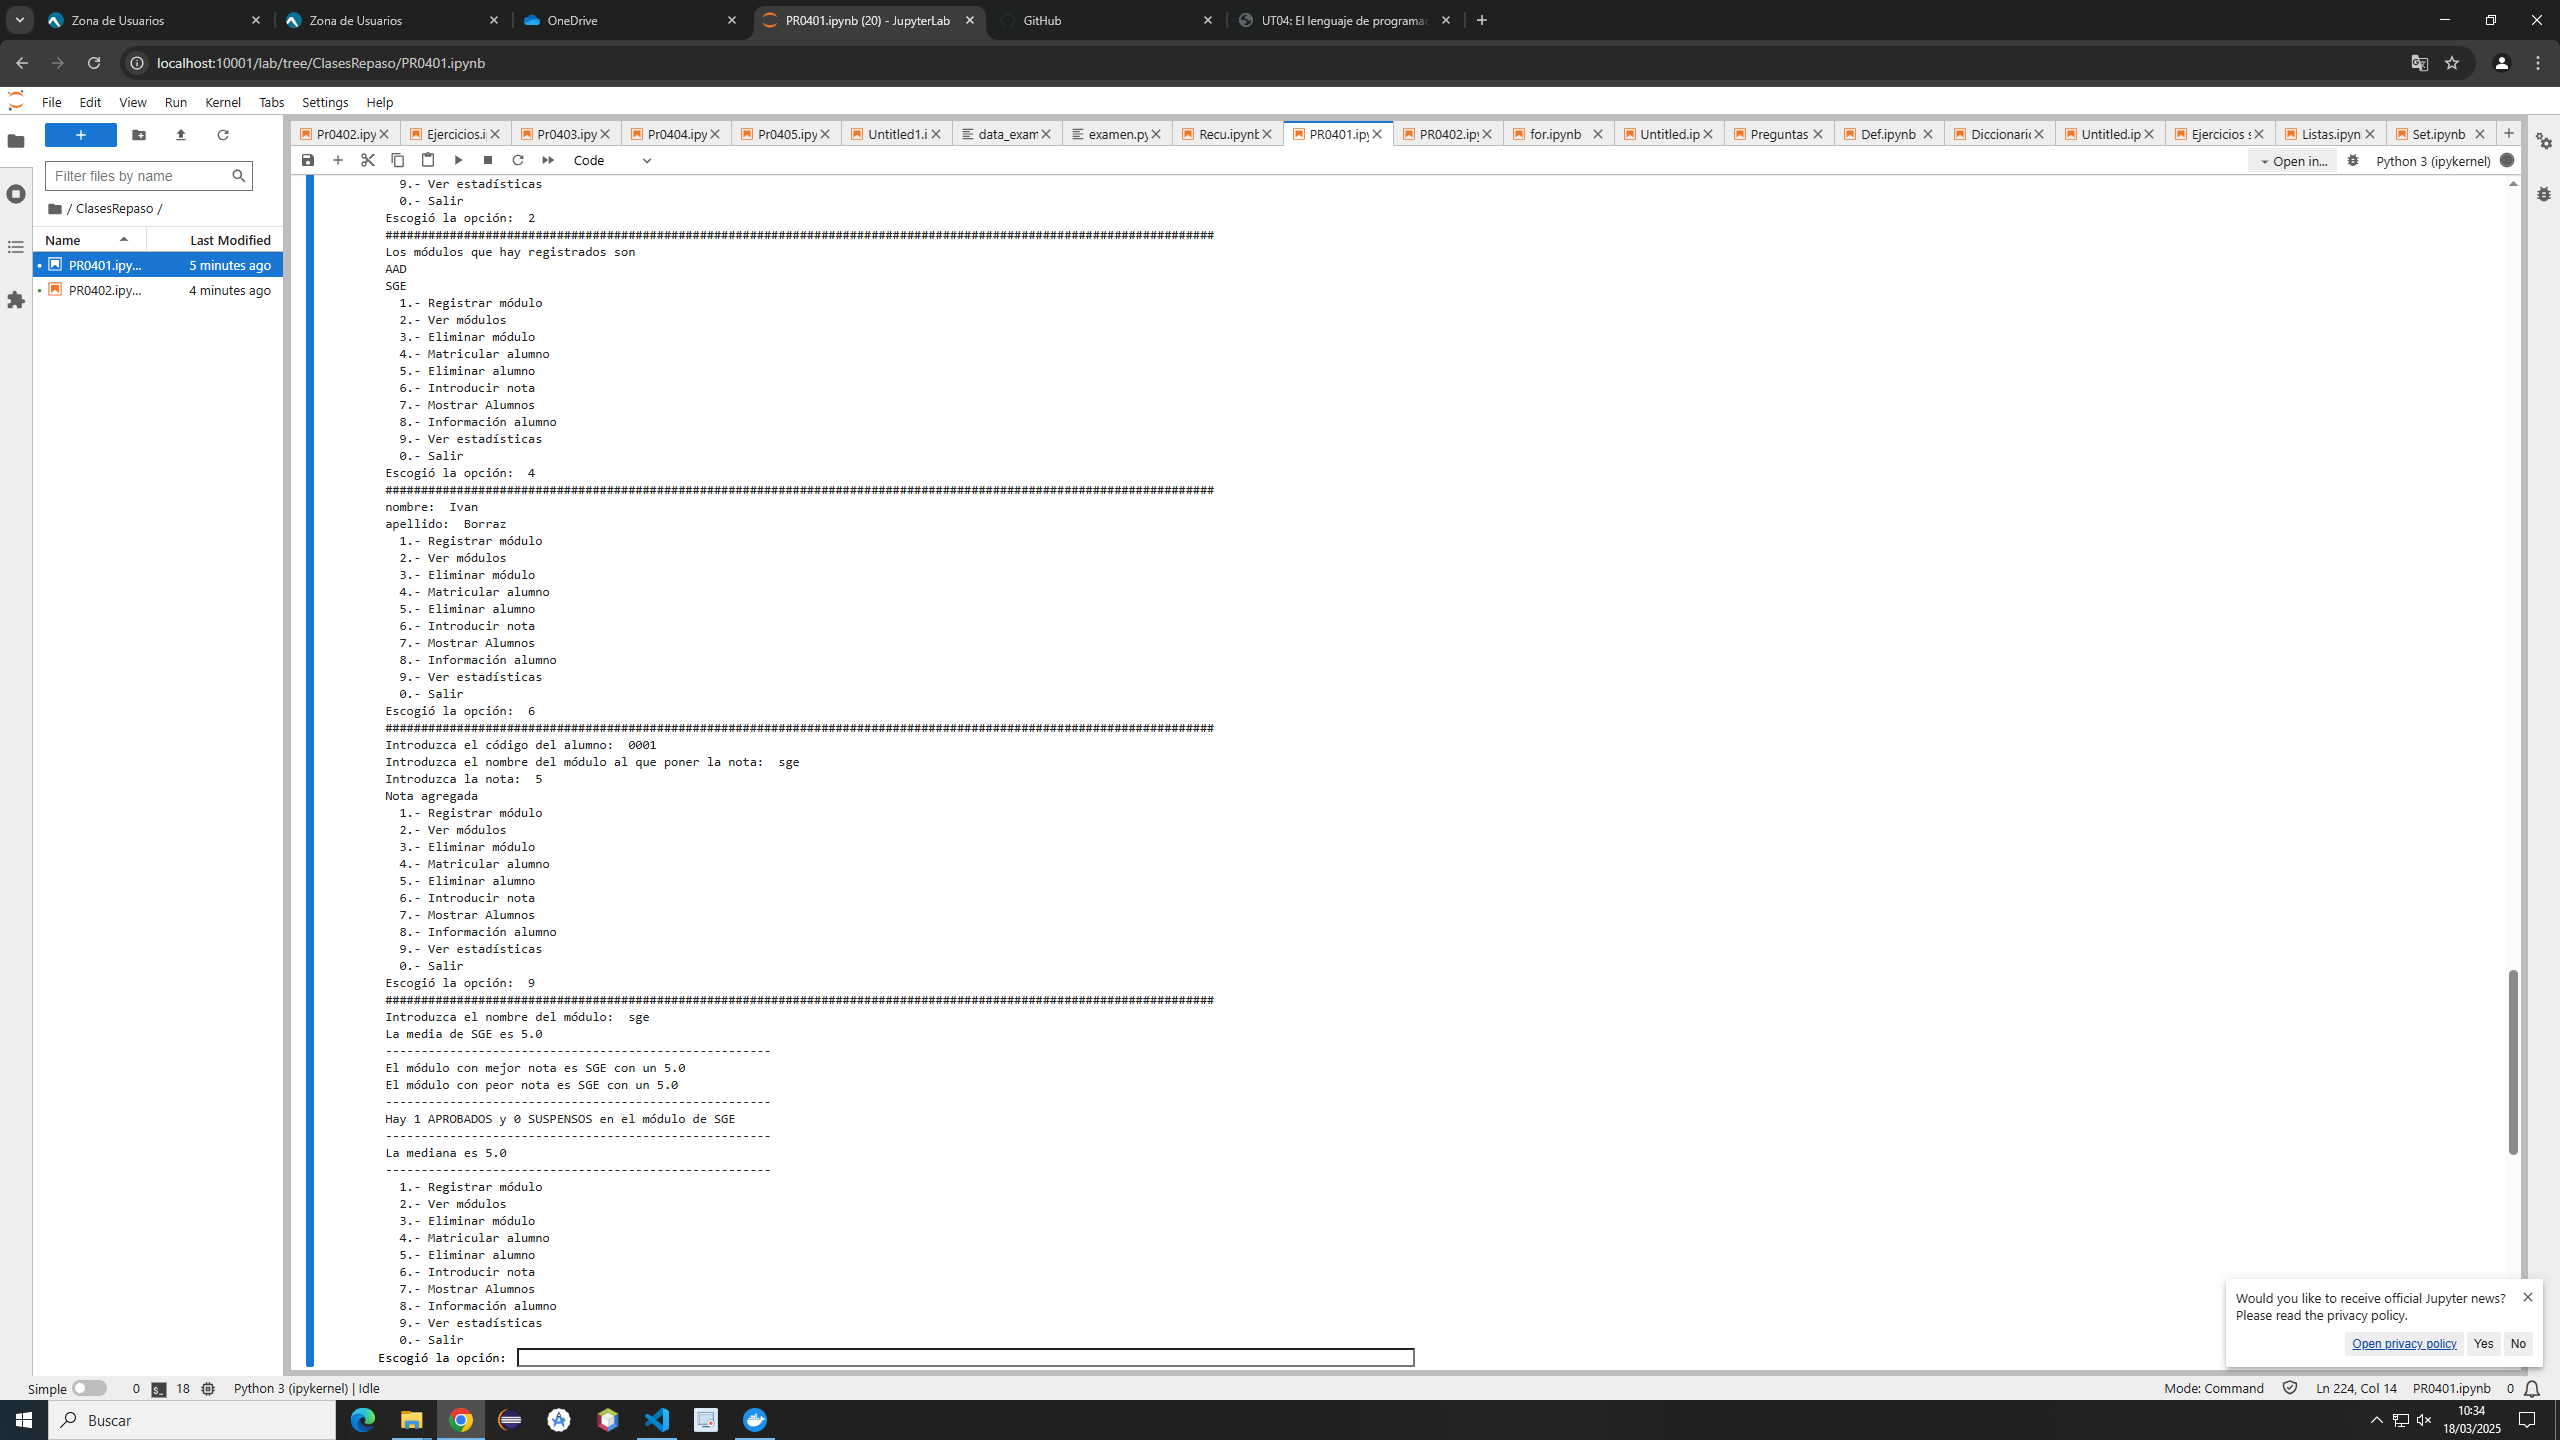 Zona de Usuarios
Zona de Usuarios
OneDrive
PR0401.ipynb (20) - JupyterLab
GitHub
UT04: El lenguaje de programac
localhost:10001/lab/tree/ClasesRepaso/PR0401.ipynb
File Edit View Run Kernel Tabs Settings Help
Pr0402.ipy Ejercicios.i Pr0403.ipy Pr0404.ipy Pr0405.ipy Untitled1.i data_exam examen.py Recu.ipynb PR0401.ipy PR0402.ipy for.ipynb Untitled.ip Preguntas Def.ipynb Diccionario Untitled.ip Ejercicios s Listas.ipyn Set.ipynb
Code
Open in...
Python 3 (ipykernel)
Filter files by name
/ ClasesRepaso /
Name Last Modified
PR0401.ipy... 5 minutes ago
PR0402.ipy... 4 minutes ago
9.- Ver estadísticas
0.- Salir
Escogió la opción: 2
####################################################################################################################
Los módulos que hay registrados son
AAD
SGE
1.- Registrar módulo
2.- Ver módulos
3.- Eliminar módulo
4.- Matricular alumno
5.- Eliminar alumno
6.- Introducir nota
7.- Mostrar Alumnos
8.- Información alumno
9.- Ver estadísticas
0.- Salir
Escogió la opción: 4
####################################################################################################################
nombre: Ivan
apellido: Borraz
1.- Registrar módulo
2.- Ver módulos
3.- Eliminar módulo
4.- Matricular alumno
5.- Eliminar alumno
6.- Introducir nota
7.- Mostrar Alumnos
8.- Información alumno
9.- Ver estadísticas
0.- Salir
Escogió la opción: 6
####################################################################################################################
Introduzca el código del alumno: 0001
Introduzca el nombre del módulo al que poner la nota: sge
Introduzca la nota: 5
Nota agregada
1.- Registrar módulo
2.- Ver módulos
3.- Eliminar módulo
4.- Matricular alumno
5.- Eliminar alumno
6.- Introducir nota
7.- Mostrar Alumnos
8.- Información alumno
9.- Ver estadísticas
0.- Salir
Escogió la opción: 9
####################################################################################################################
Introduzca el nombre del módulo: sge
La media de SGE es 5.0
------------------------------------------------------
El módulo con mejor nota es SGE con un 5.0
El módulo con peor nota es SGE con un 5.0
------------------------------------------------------
Hay 1 APROBADOS y 0 SUSPENSOS en el módulo de SGE
------------------------------------------------------
La mediana es 5.0
------------------------------------------------------
1.- Registrar módulo
2.- Ver módulos
3.- Eliminar módulo
4.- Matricular alumno
5.- Eliminar alumno
6.- Introducir nota
7.- Mostrar Alumnos
8.- Información alumno
9.- Ver estadísticas
0.- Salir
Escogió la opción:
Would you like to receive official Jupyter news?
Please read the privacy policy.
Open privacy policy Yes No
Simple 0 18 Python 3 (ipykernel) | Idle
Mode: Command Ln 224, Col 14 PR0401.ipynb 0
Buscar
10:34
18/03/2025